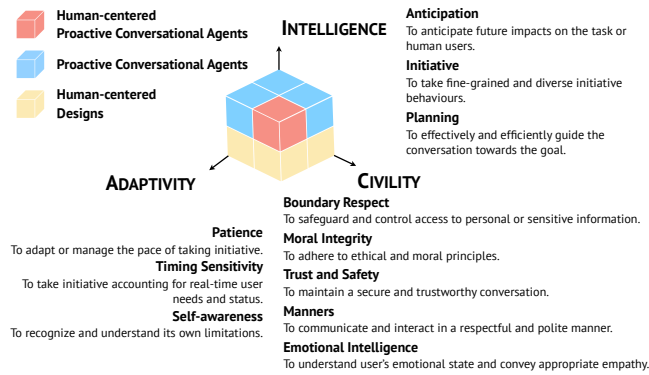 Human-centered
Proactive Conversational Agents
Proactive Conversational Agents
Human-centered
Designs
INTELLIGENCE
Anticipation
To anticipate future impacts on the task or
human users.
Initiative
To take fine-grained and diverse initiative
behaviours.
Planning
To effectively and efficiently guide the
conversation towards the goal.
ADAPTIVITY
Patience
To adapt or manage the pace of taking initiative.
Timing Sensitivity
To take initiative accounting for real-time user
needs and status.
Self-awareness
To recognize and understand its own limitations.
CIVILITY
Boundary Respect
To safeguard and control access to personal or sensitive information.
Moral Integrity
To adhere to ethical and moral principles.
Trust and Safety
To maintain a secure and trustworthy conversation.
Manners
To communicate and interact in a respectful and polite manner.
Emotional Intelligence
To understand user's emotional state and convey appropriate empathy.